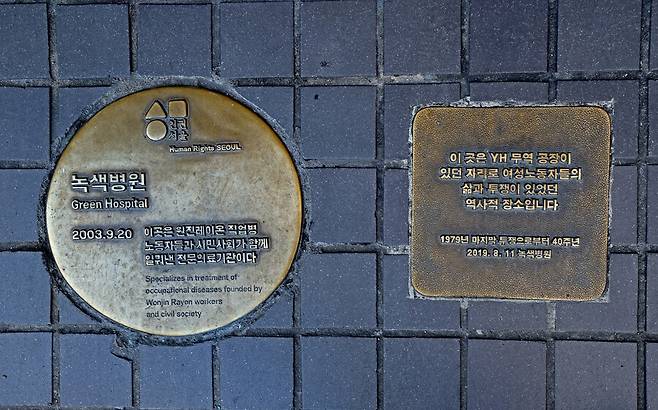 인권
서울
Human Rights SEOUL
녹색병원
Green Hospital
2003.9.20
이곳은 원진레이온 직업병
노동자들과 시민사회가 함께
일궈낸 전문의료기관이다
Specializes in treatment of
occupational diseases founded by
Wonjin Rayon workers
and civil society
이 곳은 YH 무역 공장이
있던 자리로 여성노동자들의
삶과 투쟁이 있었던
역사적 장소입니다
1979년 마지막 투쟁으로부터 40주년
2019. 8. 11 녹색병원